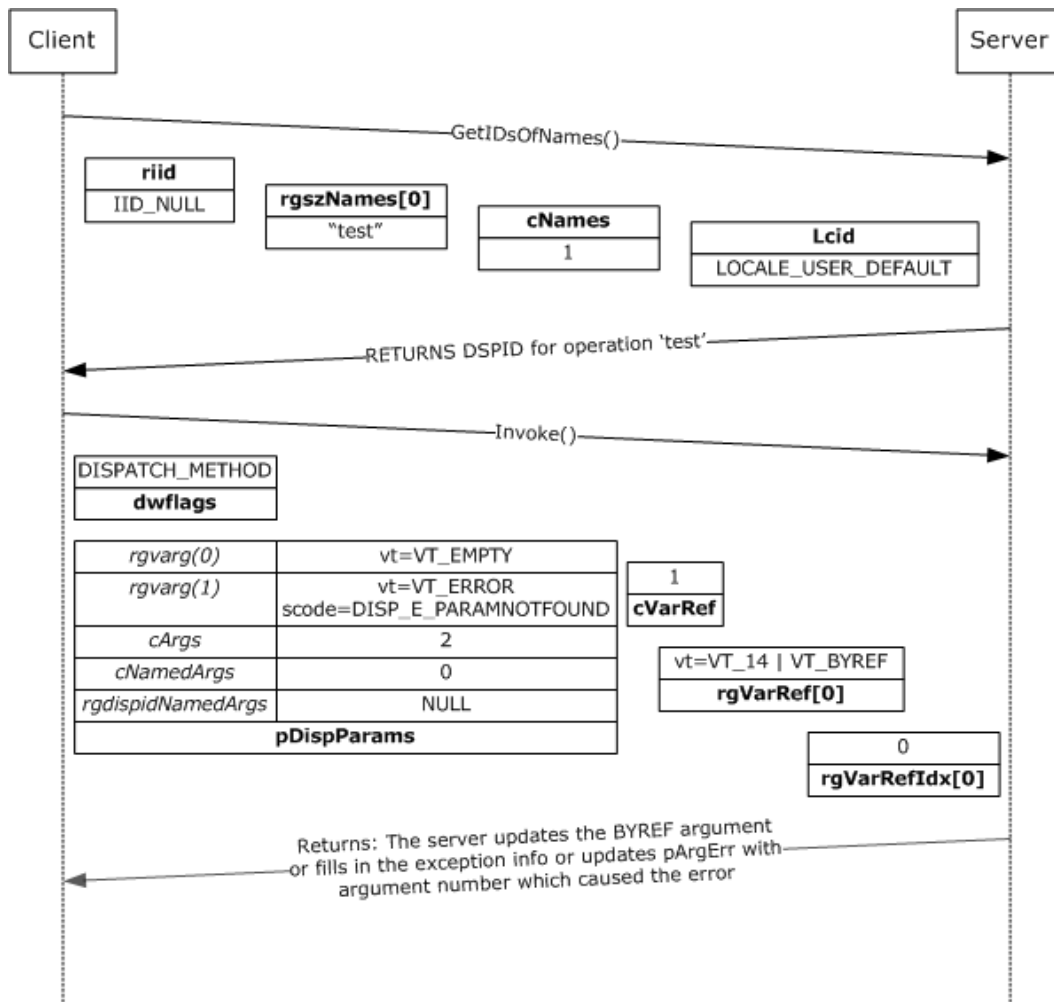 Client
Server
GetIDsOfNames()
riid
IID_NULL
rgszNames[0]
“test”
cNames
1
Lcid
LOCALE_USER_DEFAULT
RETURNS DSPID for operation ‘test’
Invoke()
DISPATCH_METHOD
dwflags
rgvarg(0)
vt=VT_EMPTY
rgvarg(1)
vt=VT_ERROR
scode=DISP_E_PARAMNOTFOUND
cArgs
2
cNamedArgs
0
rgdispidNamedArgs
NULL
pDispParams
1
cVarRef
vt=VT_14 | VT_BYREF
rgVarRef[0]
0
rgVarRefIdx[0]
Returns: The server updates the BYREF argument
or fills in the exception info or updates pArgErr with
argument number which caused the error